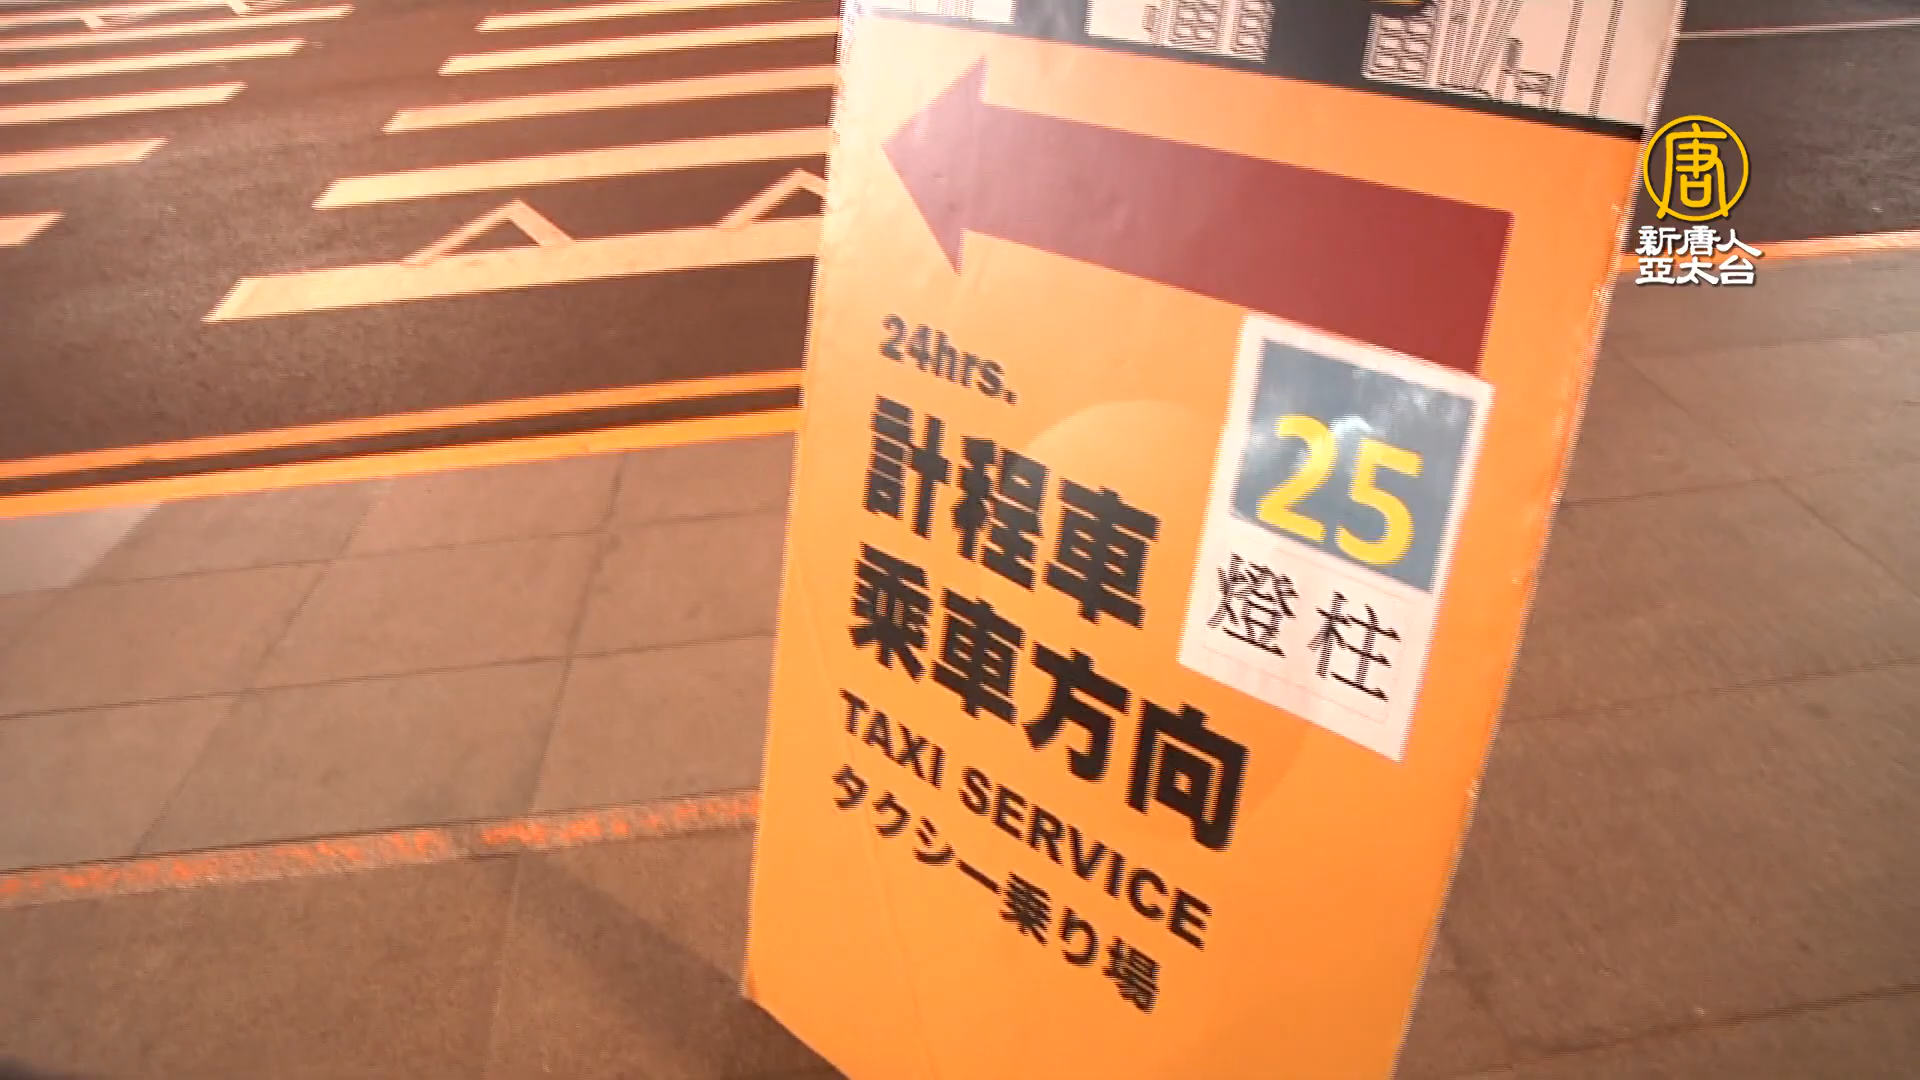 唐
新唐人
亞太台
24hrs.
計程車
乘車方向
TAXI SERVICE
タクシー乗り場
25
燈柱